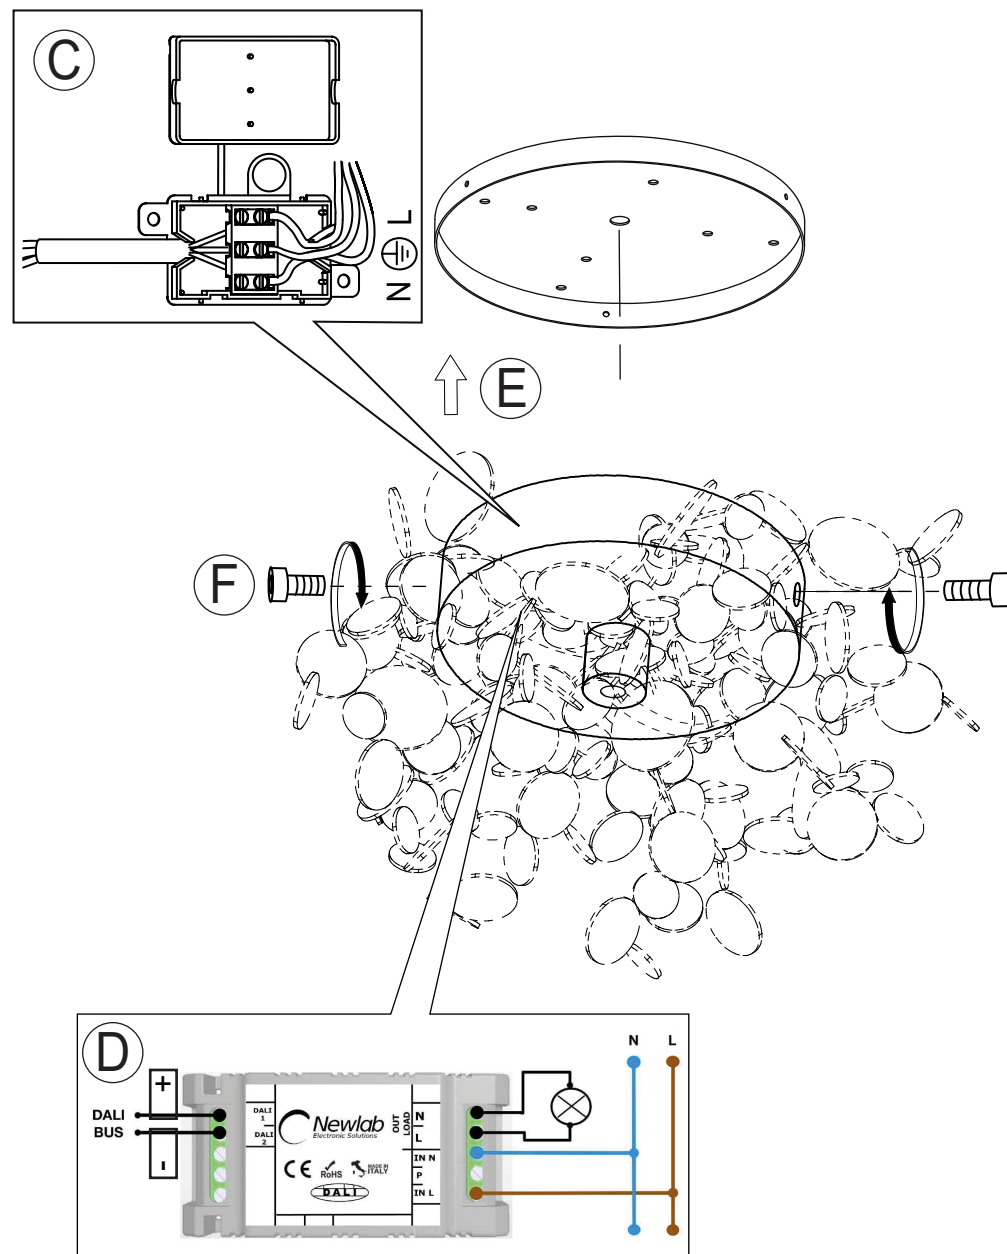 C
L
N
E
F
D
N L
+
DALI
BUS
-
DALI
1
DALI
2
Newlab
Electronic Solutions
OUT
LOAD
N
L
IN N
P
IN L
CE
RoHS
MADE IN
ITALY
DALI